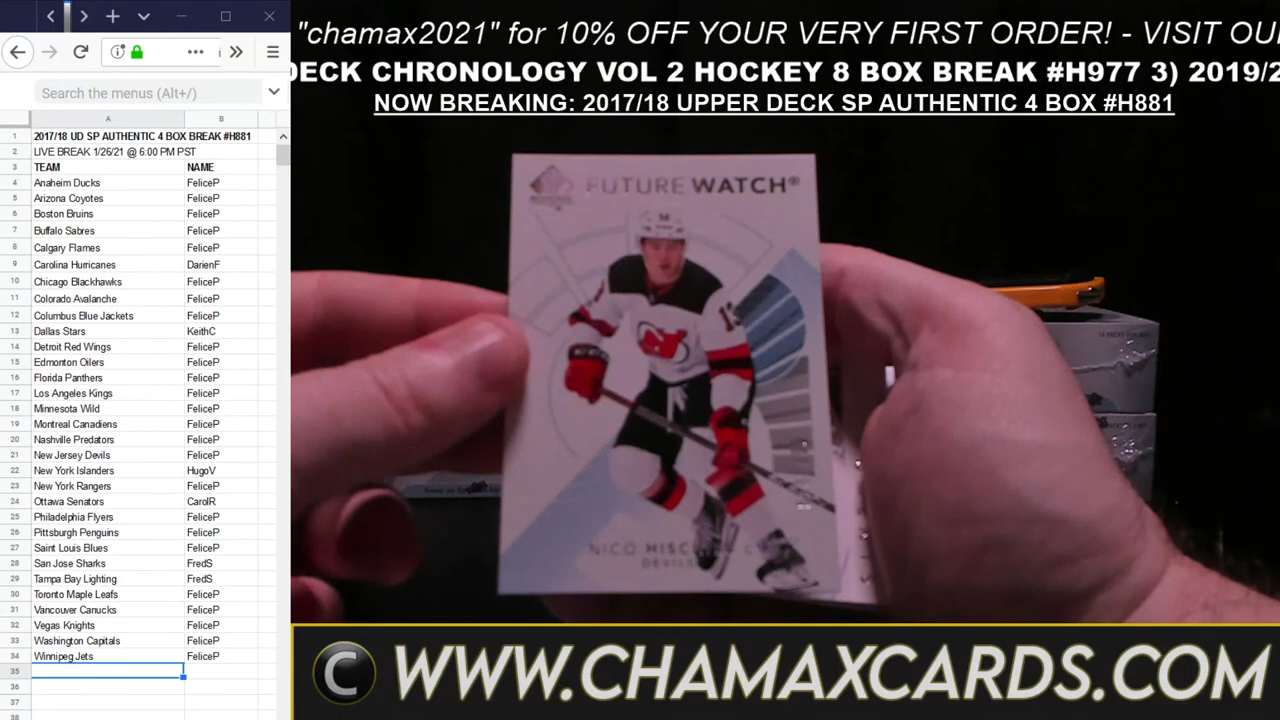 "chamax2021" for 10% OFF YOUR VERY FIRST ORDER! - VISIT OU
DECK CHRONOLOGY VOL 2 HOCKEY 8 BOX BREAK #H977 3) 2019/2
NOW BREAKING: 2017/18 UPPER DECK SP AUTHENTIC 4 BOX #H881
Search the menus (Alt+/)
A B
1 2017/18 UD SP AUTHENTIC 4 BOX BREAK #H881
2 LIVE BREAK 1/26/21 @ 6:00 PM PST
3 TEAM NAME
4 Anaheim Ducks FeliceP
5 Arizona Coyotes FeliceP
6 Boston Bruins FeliceP
7 Buffalo Sabres FeliceP
8 Calgary Flames FeliceP
9 Carolina Hurricanes DarienF
10 Chicago Blackhawks FeliceP
11 Colorado Avalanche FeliceP
12 Columbus Blue Jackets FeliceP
13 Dallas Stars KeithC
14 Detroit Red Wings FeliceP
15 Edmonton Oilers FeliceP
16 Florida Panthers FeliceP
17 Los Angeles Kings FeliceP
18 Minnesota Wild FeliceP
19 Montreal Canadiens FeliceP
20 Nashville Predators FeliceP
21 New Jersey Devils FeliceP
22 New York Islanders HugoV
23 New York Rangers FeliceP
24 Ottawa Senators CarolR
25 Philadelphia Flyers FeliceP
26 Pittsburgh Penguins FeliceP
27 Saint Louis Blues FeliceP
28 San Jose Sharks FredS
29 Tampa Bay Lighting FredS
30 Toronto Maple Leafs FeliceP
31 Vancouver Canucks FeliceP
32 Vegas Knights FeliceP
33 Washington Capitals FeliceP
34 Winnipeg Jets FeliceP
35
36
37
38
FUTURE WATCH®
NICO
DEVILS
C WWW.CHAMAXCARDS.COM